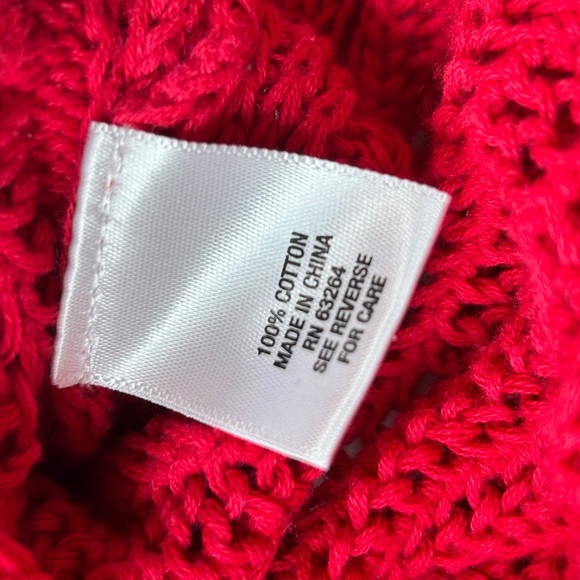 100% COTTON
MADE IN CHINA
RN 63264
SEE REVERSE
FOR CARE